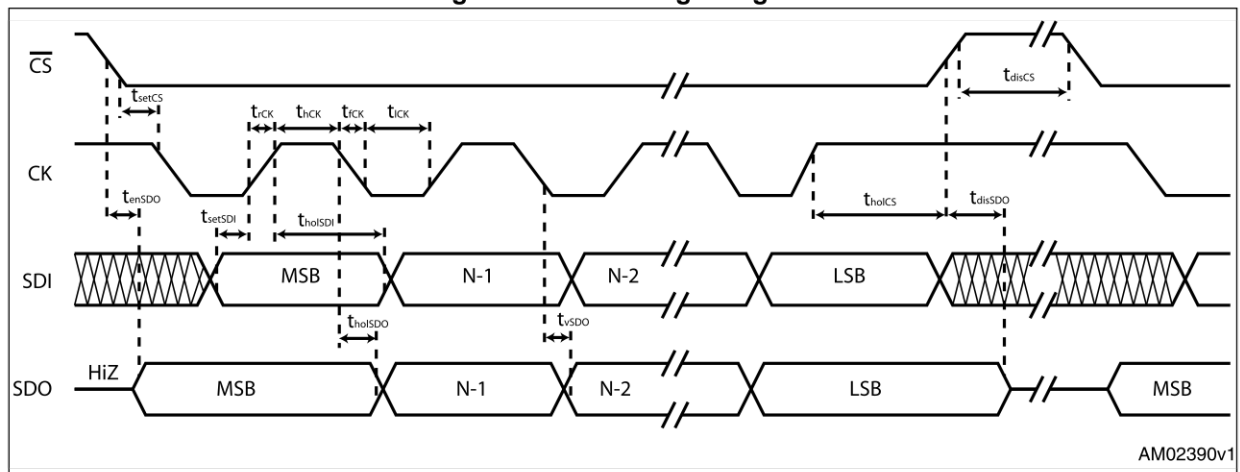 CS
tsetCS
tdisCS
trCK thCK tfCK tlCK
CK
tenSDO
tsetSDI
tholSDI
tholCS
tdisSDO
SDI
MSB
N-1
N-2
LSB
tholSDO
tvSDO
SDO
HiZ
MSB
N-1
N-2
LSB
MSB
AM02390v1